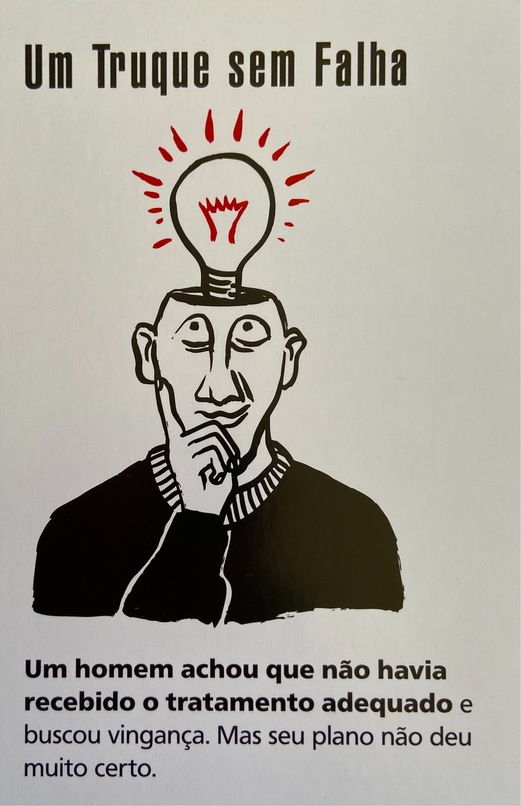 Um Truque sem Falha
Um homem achou que não havia
recebido o tratamento adequado e
buscou vingança. Mas seu plano não deu
muito certo.